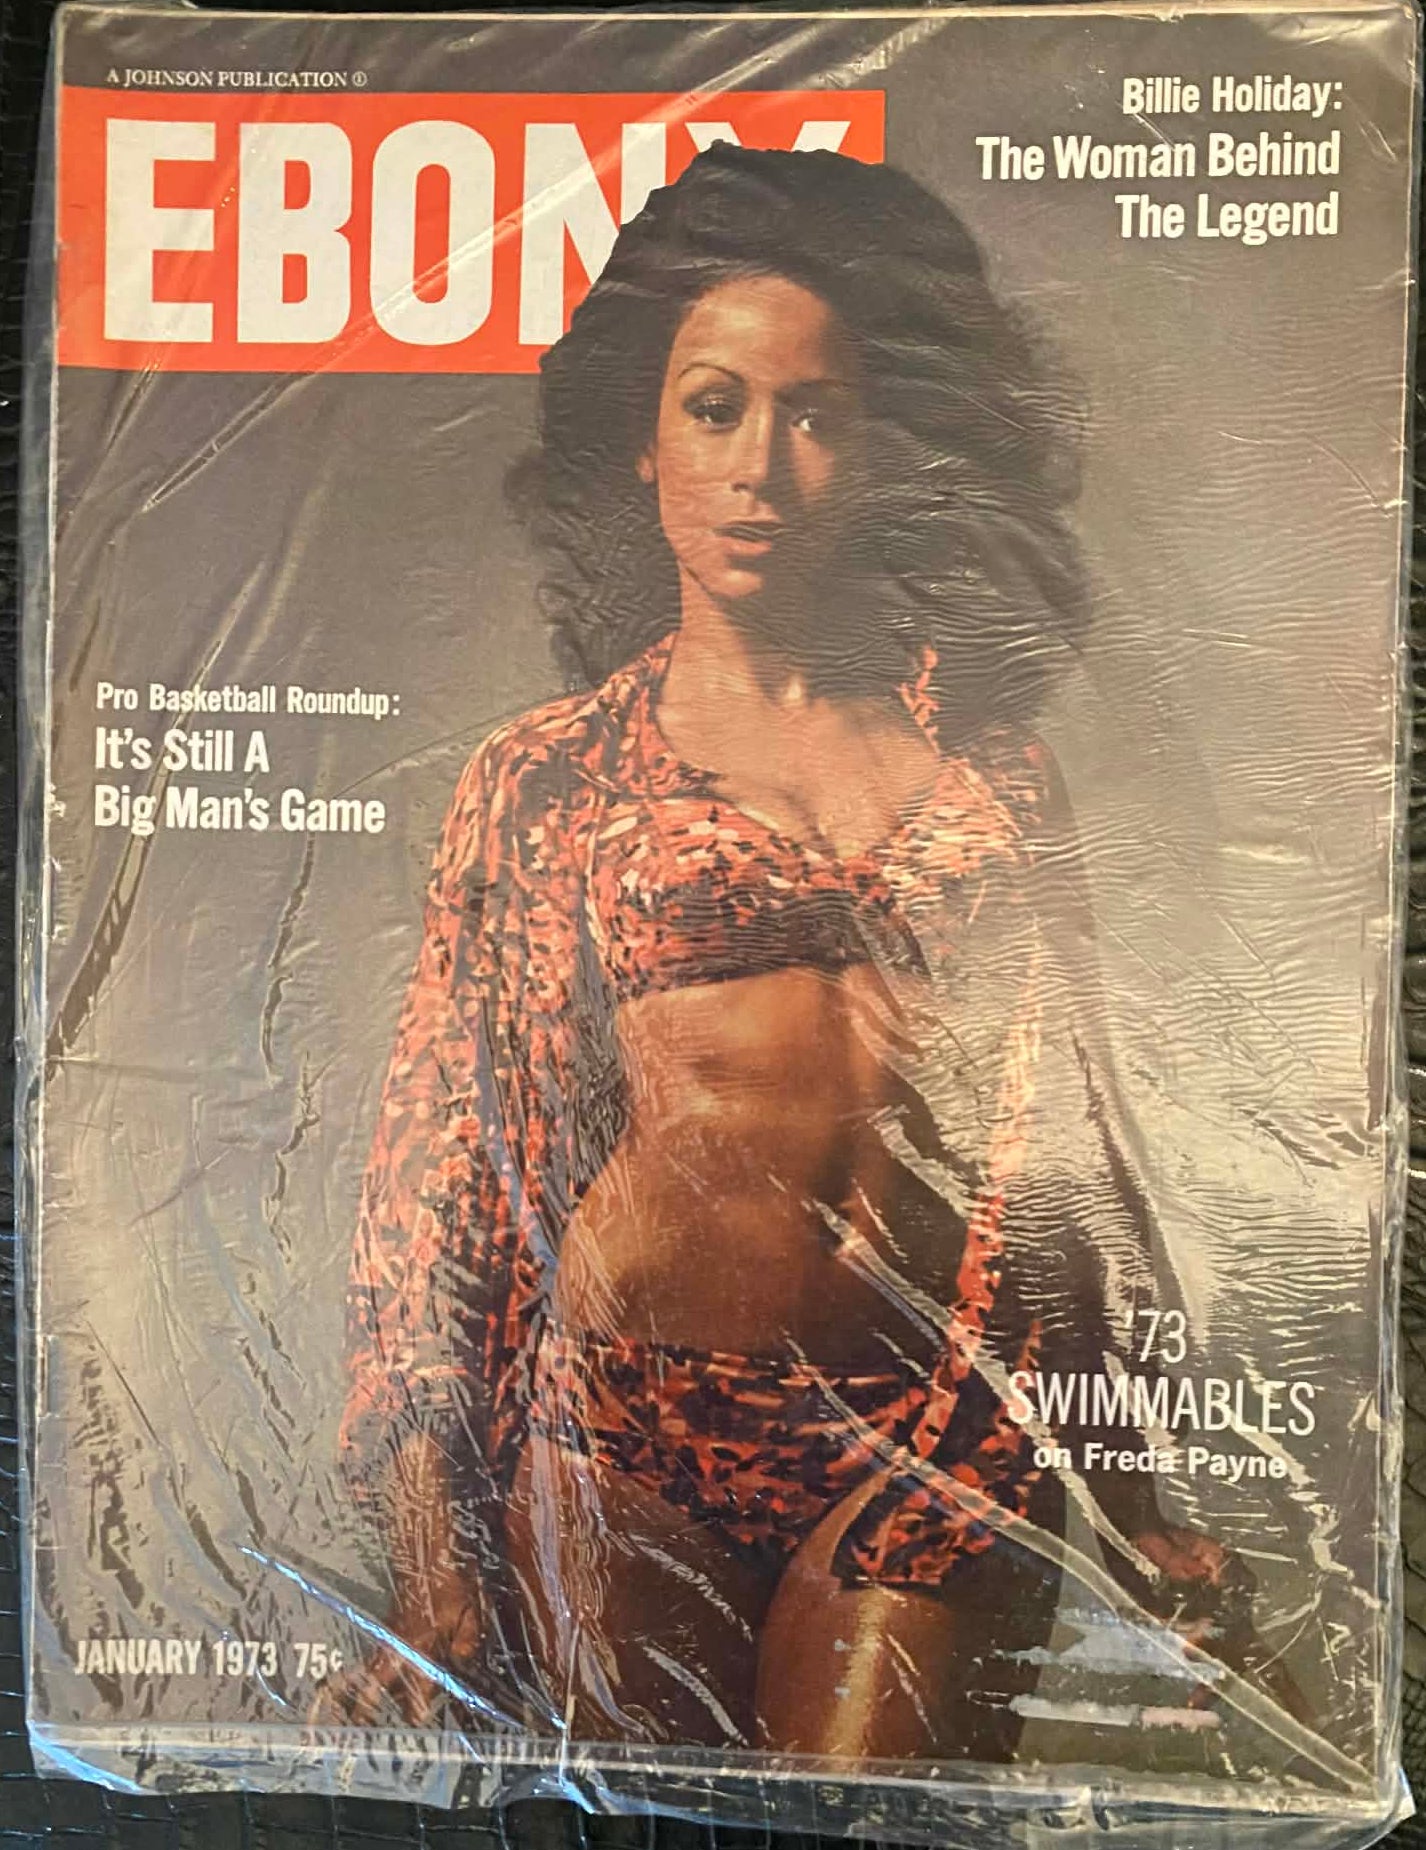 A JOHNSON PUBLICATION ®
EBONY
Billie Holiday:
The Woman Behind
The Legend
Pro Basketball Roundup:
It's Still A
Big Man's Game
'73
SWIMMABLES
on Freda Payne
JANUARY 1973 75¢